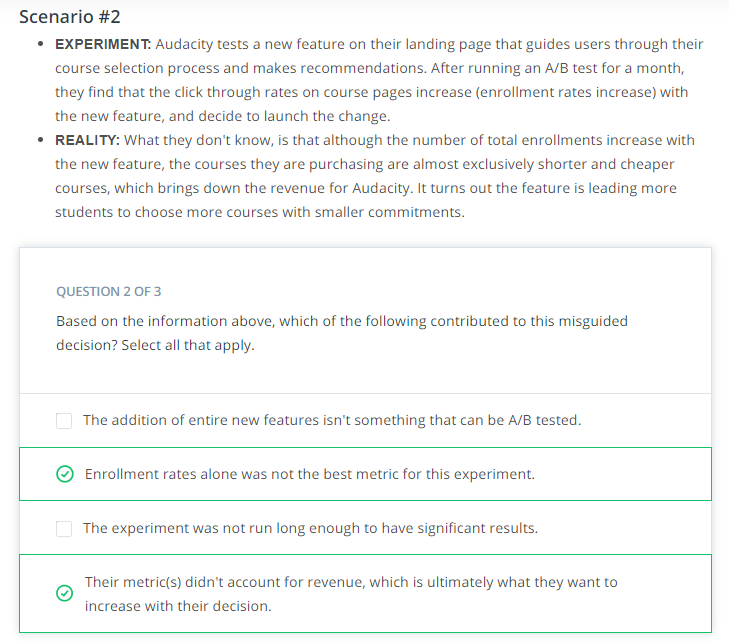 Scenario #2
• EXPERIMENT: Audacity tests a new feature on their landing page that guides users through their
course selection process and makes recommendations. After running an A/B test for a month,
they find that the click through rates on course pages increase (enrollment rates increase) with
the new feature, and decide to launch the change.
• REALITY: What they don't know, is that although the number of total enrollments increase with
the new feature, the courses they are purchasing are almost exclusively shorter and cheaper
courses, which brings down the revenue for Audacity. It turns out the feature is leading more
students to choose more courses with smaller commitments.
QUESTION 2 OF 3
Based on the information above, which of the following contributed to this misguided
decision? Select all that apply.
The addition of entire new features isn't something that can be A/B tested.
Enrollment rates alone was not the best metric for this experiment.
The experiment was not run long enough to have significant results.
Their metric(s) didn't account for revenue, which is ultimately what they want to
increase with their decision.